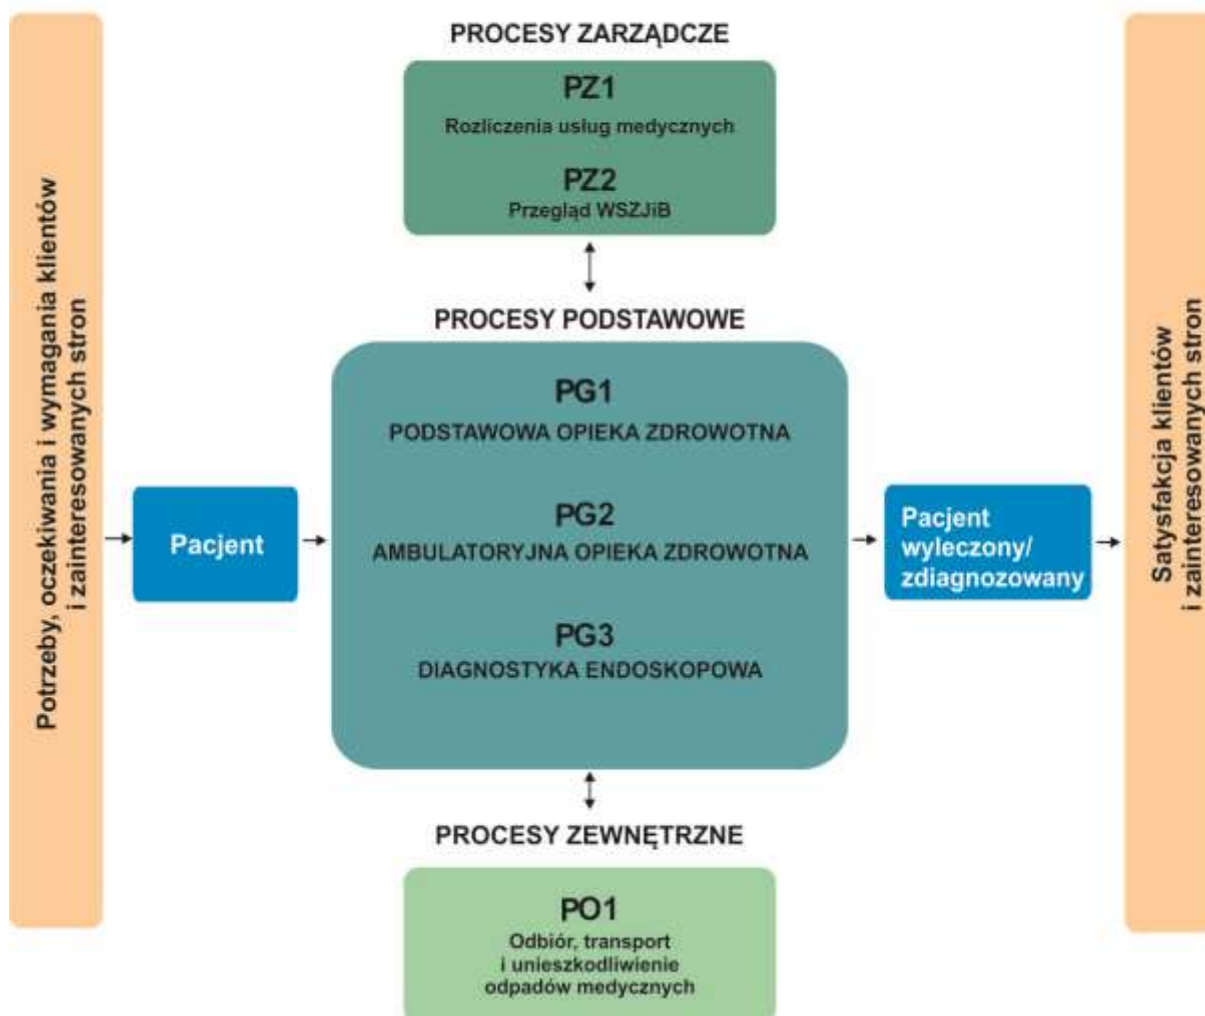 Potrzeby, oczekiwania i wymagania klientów
i zainteresowanych stron
PROCESY ZARZĄDCZE
PZ1
Rozliczenia usług medycznych
PZ2
Przegląd WSZJiB
PROCESY PODSTAWOWE
Pacjent
PG1
PODSTAWOWA OPIEKA ZDROWOTNA
PG2
AMBULATORYJNA OPIEKA ZDROWOTNA
PG3
DIAGNOSTYKA ENDOSKOPOWA
Pacjent
wyleczony/
zdiagnozowany
PROCESY ZEWNĘTRZNE
PO1
Odbiór, transport
i unieszkodliwienie
odpadów medycznych
Satysfakcja klientów
i zainteresowanych stron